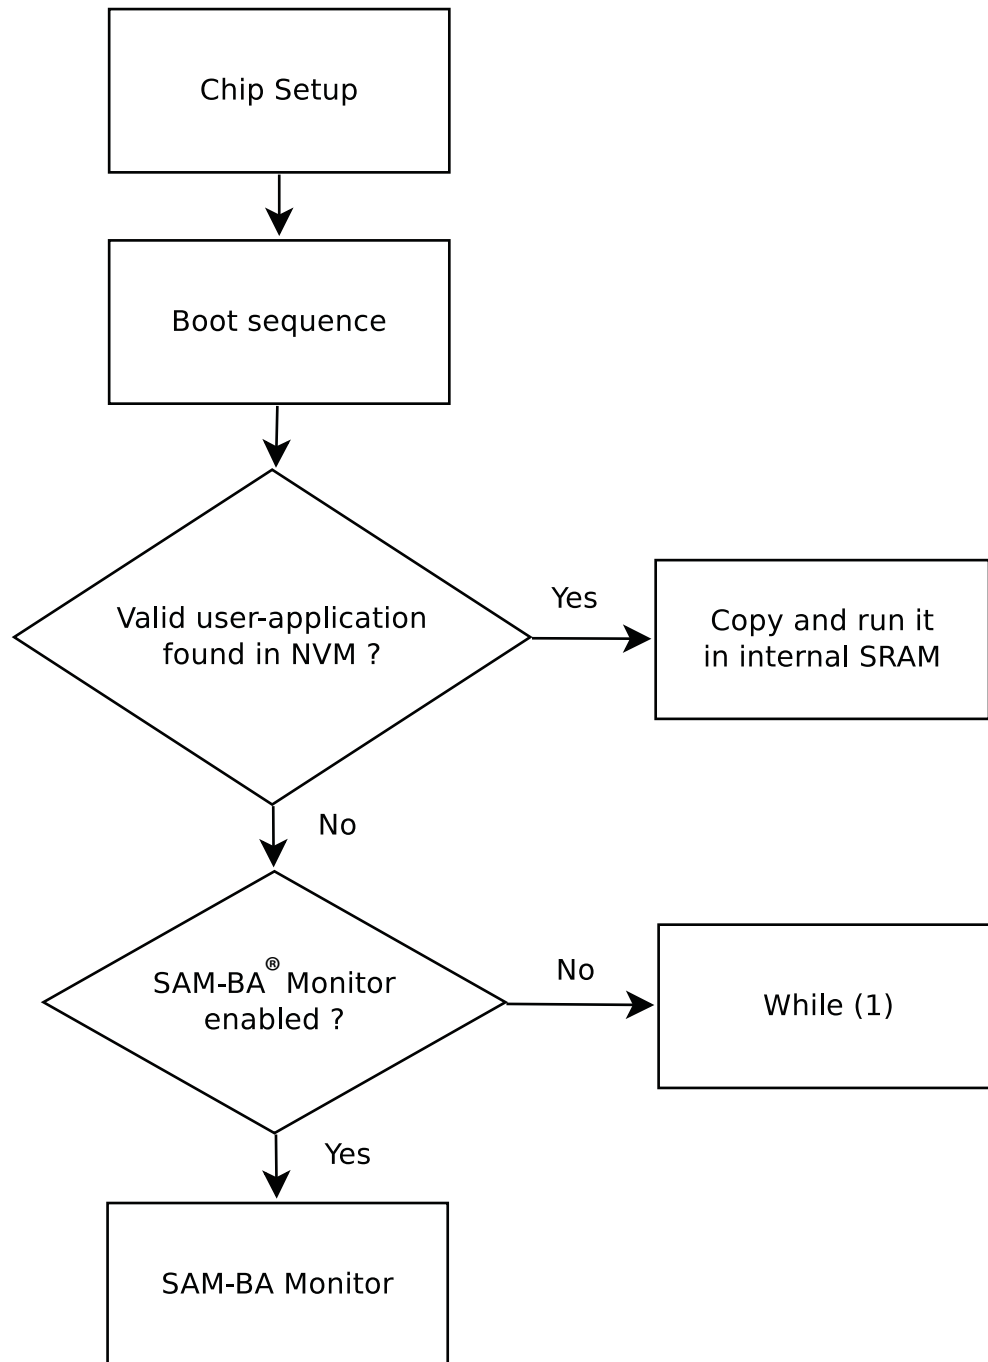 Chip Setup
Boot sequence
Valid user-application
found in NVM ?
Yes
Copy and run it
in internal SRAM
No
SAM-BA® Monitor
enabled ?
No
While (1)
Yes
SAM-BA Monitor